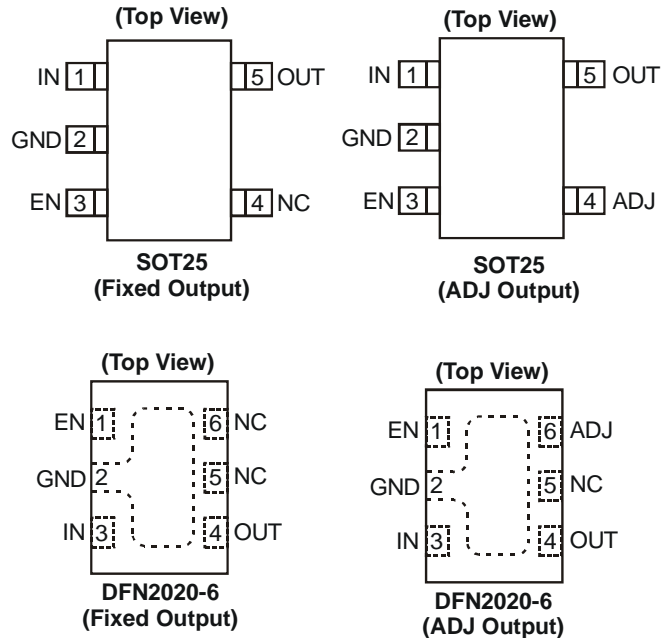 (Top View)
IN 1 5 OUT
GND 2
EN 3 4 NC
SOT25
(Fixed Output)
(Top View)
IN 1 5 OUT
GND 2
EN 3 4 ADJ
SOT25
(ADJ Output)
(Top View)
EN 1 6 NC
GND 2 5 NC
IN 3 4 OUT
DFN2020-6
(Fixed Output)
(Top View)
EN 1 6 ADJ
GND 2 5 NC
IN 3 4 OUT
DFN2020-6
(ADJ Output)